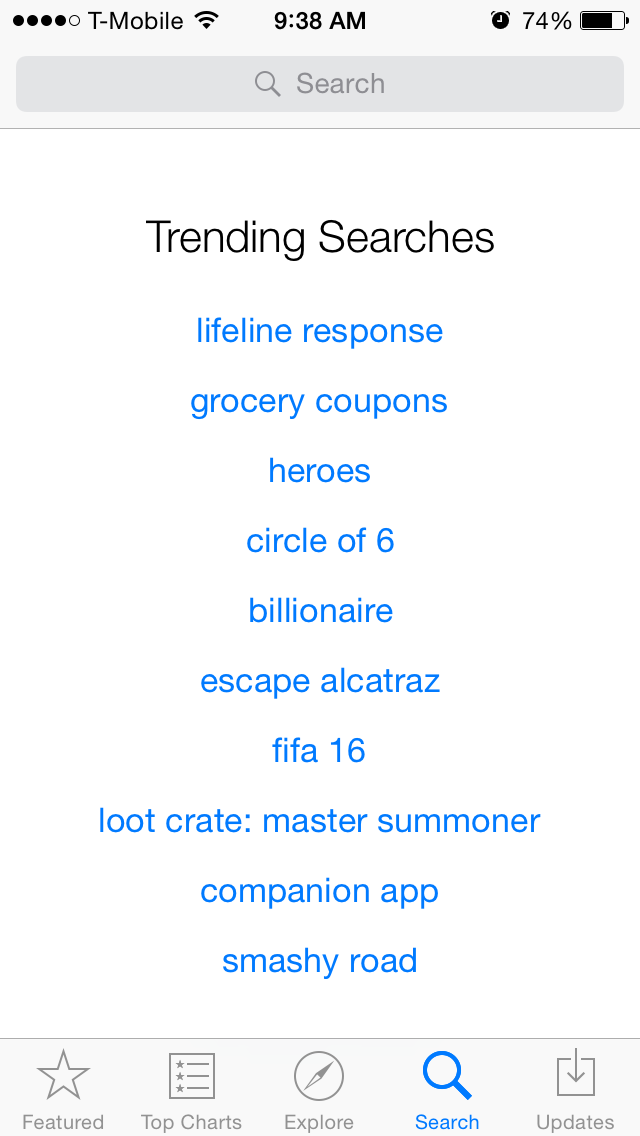 T-Mobile 9:38 AM 74%
Search
Trending Searches
lifeline response
grocery coupons
heroes
circle of 6
billionaire
escape alcatraz
fifa 16
loot crate: master summoner
companion app
smashy road
Featured Top Charts Explore Search Updates